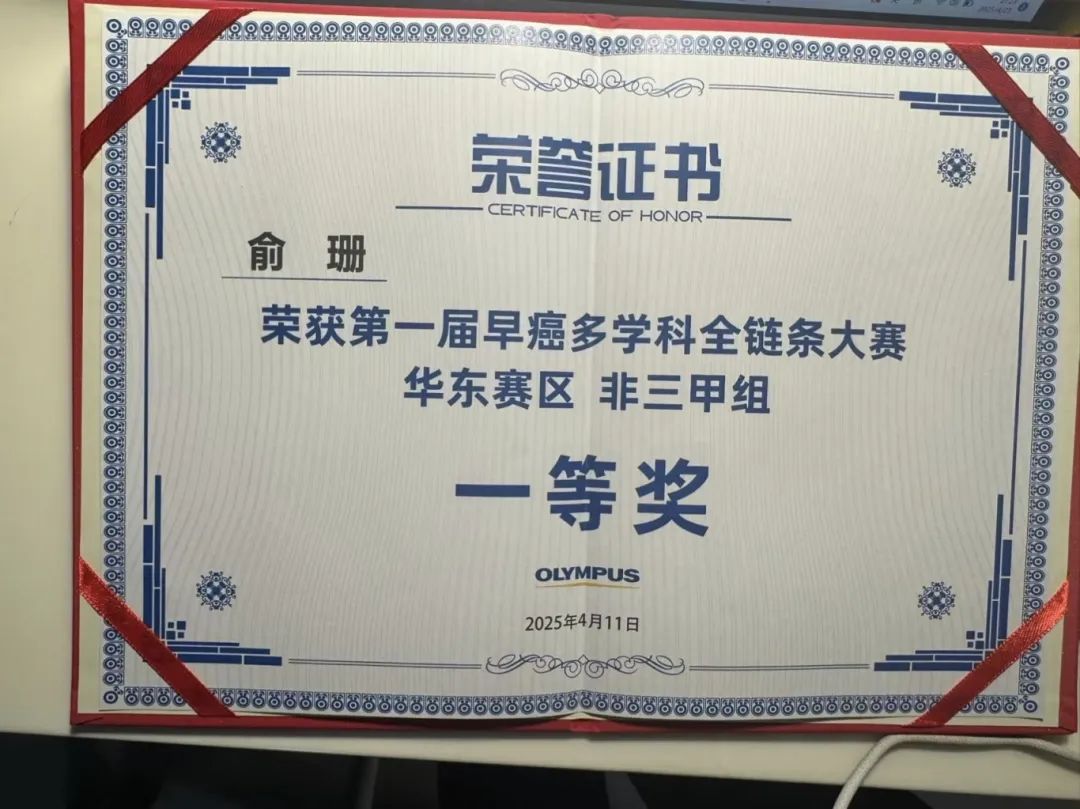 荣誉证书
CERTIFICATE OF HONOR
俞 珊
荣获第一届早癌多学科全链条大赛
华东赛区 非三甲组
一等奖
OLYMPUS
2025年4月11日